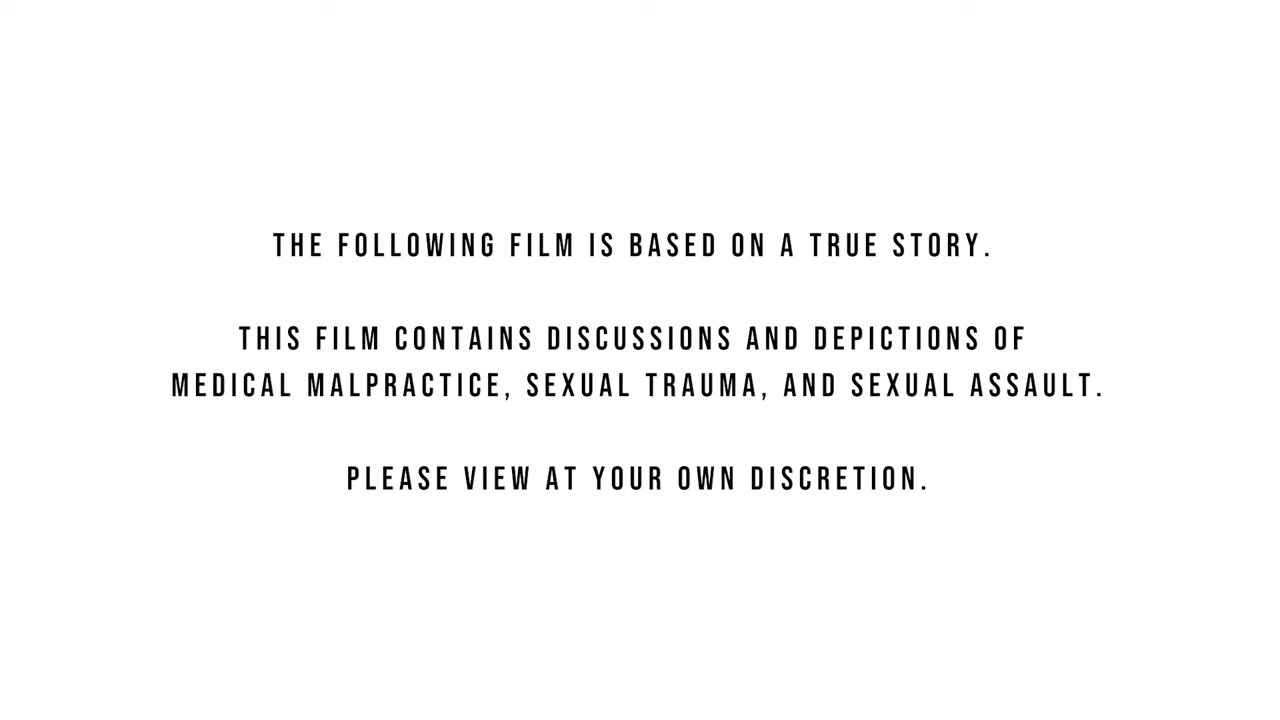 THE FOLLOWING FILM IS BASED ON A TRUE STORY.
THIS FILM CONTAINS DISCUSSIONS AND DEPICTIONS OF
MEDICAL MALPRACTICE, SEXUAL TRAUMA, AND SEXUAL ASSAULT.
PLEASE VIEW AT YOUR OWN DISCRETION.